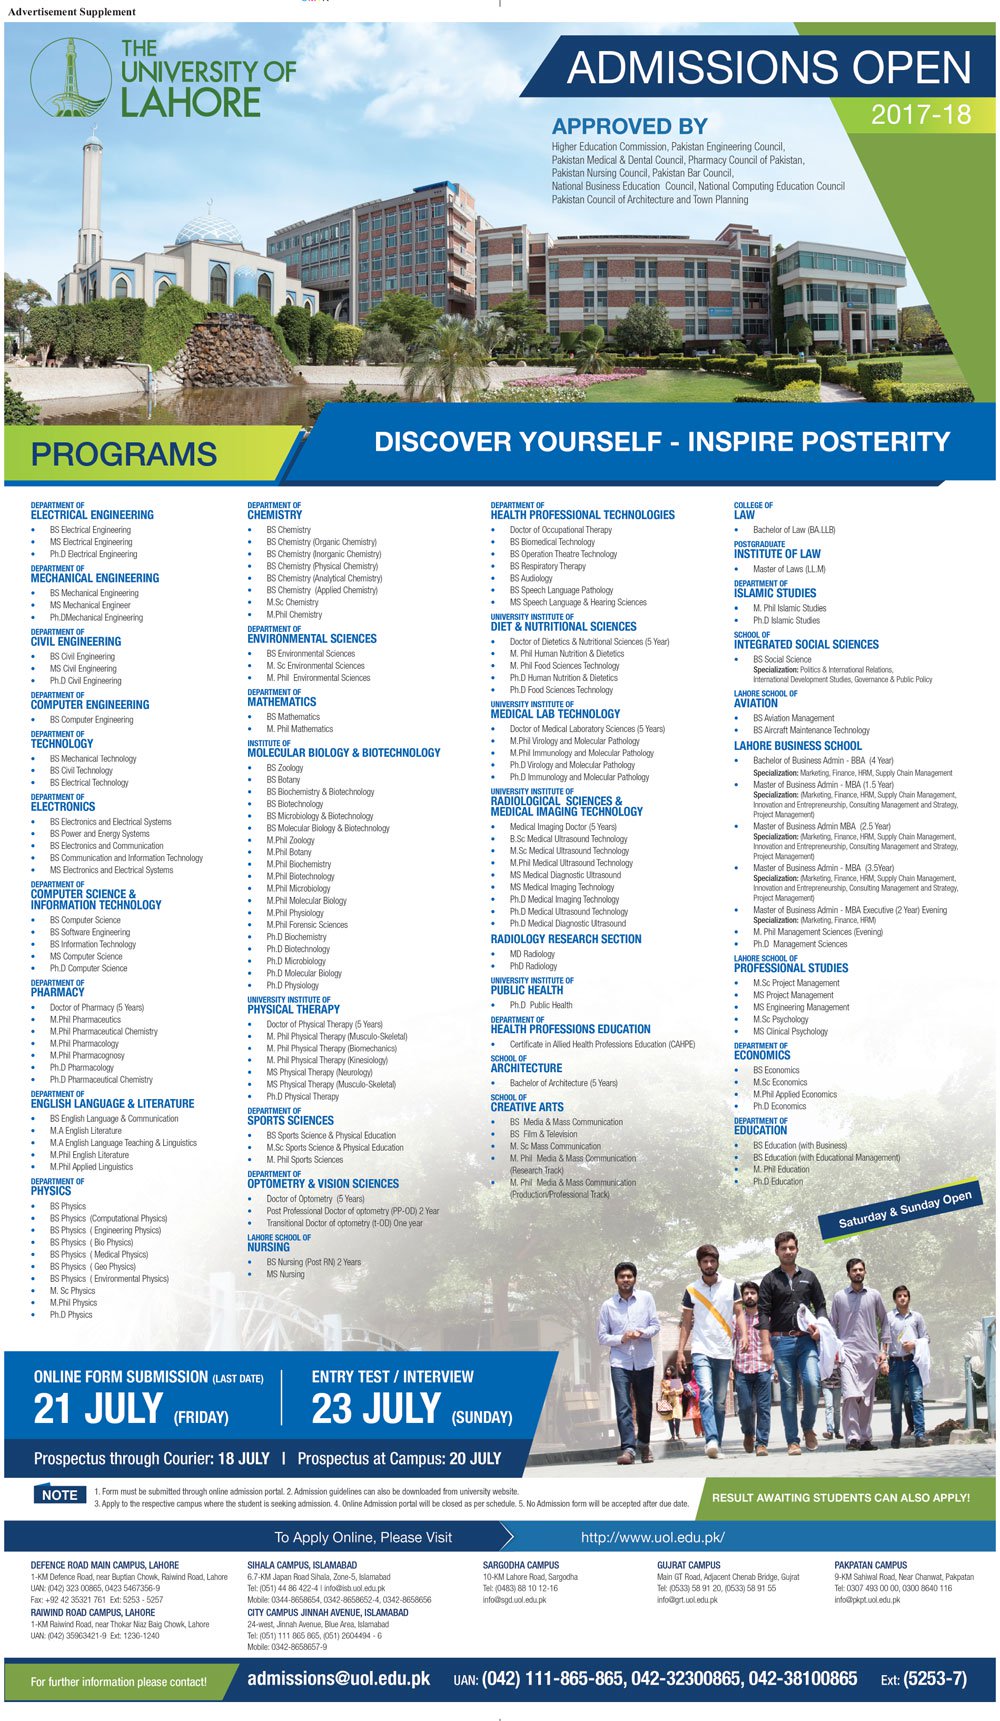 Advertisement Supplement
THE
UNIVERSITY OF
LAHORE
ADMISSIONS OPEN
2017-18
APPROVED BY
Higher Education Commission, Pakistan Engineering Council,
Pakistan Medical & Dental Council, Pharmacy Council of Pakistan,
Pakistan Nursing Council, Pakistan Bar Council,
National Business Education Council, National Computing Education Council
Pakistan Council of Architecture and Town Planning
PROGRAMS
DISCOVER YOURSELF - INSPIRE POSTERITY
DEPARTMENT OF
ELECTRICAL ENGINEERING
• BS Electrical Engineering
• MS Electrical Engineering
• Ph.D Electrical Engineering
DEPARTMENT OF
MECHANICAL ENGINEERING
• BS Mechanical Engineering
• MS Mechanical Engineer
• Ph.DMechanical Engineering
DEPARTMENT OF
CIVIL ENGINEERING
• BS Civil Engineering
• MS Civil Engineering
• Ph.D Civil Engineering
DEPARTMENT OF
COMPUTER ENGINEERING
• BS Computer Engineering
DEPARTMENT OF
TECHNOLOGY
• BS Mechanical Technology
• BS Civil Technology
• BS Electrical Technology
DEPARTMENT OF
ELECTRONICS
• BS Electronics and Electrical Systems
• BS Power and Energy Systems
• BS Electronics and Communication
• BS Communication and Information Technology
• MS Electronics and Electrical Systems
DEPARTMENT OF
COMPUTER SCIENCE &
INFORMATION TECHNOLOGY
• BS Computer Science
• BS Software Engineering
• BS Information Technology
• MS Computer Science
• Ph.D Computer Science
DEPARTMENT OF
PHARMACY
• Doctor of Pharmacy (5 Years)
• M.Phil Pharmaceutics
• M.Phil Pharmaceutical Chemistry
• M.Phil Pharmacology
• M.Phil Pharmacognosy
• Ph.D Pharmacology
• Ph.D Pharmaceutical Chemistry
DEPARTMENT OF
ENGLISH LANGUAGE & LITERATURE
• BS English Language & Communication
• M.A English Literature
• M.A English Language Teaching & Linguistics
• M.Phil English Literature
• M.Phil Applied Linguistics
DEPARTMENT OF
PHYSICS
• BS Physics
• BS Physics (Computational Physics)
• BS Physics ( Engineering Physics)
• BS Physics ( Bio Physics)
• BS Physics ( Medical Physics)
• BS Physics ( Geo Physics)
• BS Physics ( Environmental Physics)
• M. Sc Physics
• M.Phil Physics
• Ph.D Physics
DEPARTMENT OF
CHEMISTRY
• BS Chemistry
• BS Chemistry (Organic Chemistry)
• BS Chemistry (Inorganic Chemistry)
• BS Chemistry (Physical Chemistry)
• BS Chemistry (Analytical Chemistry)
• BS Chemistry (Applied Chemistry)
• M.Sc Chemistry
• M.Phil Chemistry
DEPARTMENT OF
ENVIRONMENTAL SCIENCES
• BS Environmental Sciences
• M. Sc Environmental Sciences
• M. Phil Environmental Sciences
DEPARTMENT OF
MATHEMATICS
• BS Mathematics
• M. Phil Mathematics
INSTITUTE OF
MOLECULAR BIOLOGY & BIOTECHNOLOGY
• BS Zoology
• BS Botany
• BS Biochemistry & Biotechnology
• BS Biotechnology
• BS Microbiology & Biotechnology
• BS Molecular Biology & Biotechnology
• M.Phil Zoology
• M.Phil Botany
• M.Phil Biochemistry
• M.Phil Biotechnology
• M.Phil Microbiology
• M.Phil Molecular Biology
• M.Phil Physiology
• M.Phil Forensic Sciences
• Ph.D Biochemistry
• Ph.D Biotechnology
• Ph.D Microbiology
• Ph.D Molecular Biology
• Ph.D Physiology
UNIVERSITY INSTITUTE OF
PHYSICAL THERAPY
• Doctor of Physical Therapy (5 Years)
• M. Phil Physical Therapy (Musculo-Skeletal)
• M. Phil Physical Therapy (Biomechanics)
• M. Phil Physical Therapy (Kinesiology)
• MS Physical Therapy (Neurology)
• MS Physical Therapy (Musculo-Skeletal)
• Ph.D Physical Therapy
DEPARTMENT OF
SPORTS SCIENCES
• BS Sports Science & Physical Education
• M.Sc Sports Science & Physical Education
• M. Phil Sports Sciences
DEPARTMENT OF
OPTOMETRY & VISION SCIENCES
• Doctor of Optometry (5 Years)
• Post Professional Doctor of optometry (PP-OD) 2 Year
• Transitional Doctor of optometry (t-OD) One year
LAHORE SCHOOL OF
NURSING
• BS Nursing (Post RN) 2 Years
• MS Nursing
DEPARTMENT OF
HEALTH PROFESSIONAL TECHNOLOGIES
• Doctor of Occupational Therapy
• BS Biomedical Technology
• BS Operation Theatre Technology
• BS Respiratory Therapy
• BS Audiology
• BS Speech Language Pathology
• MS Speech Language & Hearing Sciences
UNIVERSITY INSTITUTE OF
DIET & NUTRITIONAL SCIENCES
• Doctor of Dietetics & Nutritional Sciences (5 Year)
• M. Phil Human Nutrition & Dietetics
• M. Phil Food Sciences Technology
• Ph.D Human Nutrition & Dietetics
• Ph.D Food Sciences Technology
UNIVERSITY INSTITUTE OF
MEDICAL LAB TECHNOLOGY
• Doctor of Medical Laboratory Sciences (5 Years)
• M.Phil Virology and Molecular Pathology
• M.Phil Immunology and Molecular Pathology
• Ph.D Virology and Molecular Pathology
• Ph.D Immunology and Molecular Pathology
UNIVERSITY INSTITUTE OF
RADIOLOGICAL SCIENCES &
MEDICAL IMAGING TECHNOLOGY
• Medical Imaging Doctor (5 Years)
• B.Sc Medical Ultrasound Technology
• M.Sc Medical Ultrasound Technology
• M.Phil Medical Ultrasound Technology
• MS Medical Diagnostic Ultrasound
• MS Medical Imaging Technology
• Ph.D Medical Imaging Technology
• Ph.D Medical Ultrasound Technology
• Ph.D Medical Diagnostic Ultrasound
RADIOLOGY RESEARCH SECTION
• MD Radiology
• PhD Radiology
UNIVERSITY INSTITUTE OF
PUBLIC HEALTH
• Ph.D Public Health
DEPARTMENT OF
HEALTH PROFESSIONS EDUCATION
• Certificate in Allied Health Professions Education (CAHPE)
SCHOOL OF
ARCHITECTURE
• Bachelor of Architecture (5 Years)
SCHOOL OF
CREATIVE ARTS
• BS Media & Mass Communication
• BS Film & Television
• M. Sc Mass Communication
• M. Phil Media & Mass Communication
(Research Track)
• M. Phil Media & Mass Communication
(Production/Professional Track)
COLLEGE OF
LAW
• Bachelor of Law (BA.LLB)
POSTGRADUATE
INSTITUTE OF LAW
• Master of Laws (LL.M)
DEPARTMENT OF
ISLAMIC STUDIES
• M. Phil Islamic Studies
• Ph.D Islamic Studies
SCHOOL OF
INTEGRATED SOCIAL SCIENCES
• BS Social Science
Specialization: Politics & International Relations,
International Development Studies, Governance & Public Policy
LAHORE SCHOOL OF
AVIATION
• BS Aviation Management
• BS Aircraft Maintenance Technology
LAHORE BUSINESS SCHOOL
• Bachelor of Business Admin - BBA (4 Year)
Specialization: Marketing, Finance, HRM, Supply Chain Management
• Master of Business Admin - MBA (1.5 Year)
Specialization: (Marketing, Finance, HRM, Supply Chain Management,
Innovation and Entrepreneurship, Consulting Management and Strategy,
Project Management)
• Master of Business Admin MBA (2.5 Year)
Specialization: (Marketing, Finance, HRM, Supply Chain Management,
Innovation and Entrepreneurship, Consulting Management and Strategy,
Project Management)
• Master of Business Admin - MBA (3.5Year)
Specialization: (Marketing, Finance, HRM, Supply Chain Management,
Innovation and Entrepreneurship, Consulting Management and Strategy,
Project Management)
• Master of Business Admin - MBA Executive (2 Year) Evening
Specialization: (Marketing, Finance, HRM)
• M. Phil Management Sciences (Evening)
• Ph.D Management Sciences
LAHORE SCHOOL OF
PROFESSIONAL STUDIES
• M.Sc Project Management
• MS Project Management
• MS Engineering Management
• M.Sc Psychology
• MS Clinical Psychology
DEPARTMENT OF
ECONOMICS
• BS Economics
• M.Sc Economics
• M.Phil Applied Economics
• Ph.D Economics
DEPARTMENT OF
EDUCATION
• BS Education (with Business)
• BS Education (with Educational Management)
• M. Phil Education
• Ph.D Education
Saturday & Sunday Open
ONLINE FORM SUBMISSION (LAST DATE)
21 JULY (FRIDAY)
ENTRY TEST / INTERVIEW
23 JULY (SUNDAY)
Prospectus through Courier: 18 JULY | Prospectus at Campus: 20 JULY
NOTE
1. Form must be submitted through online admission portal. 2. Admission guidelines can also be downloaded from university website.
3. Apply to the respective campus where the student is seeking admission. 4. Online Admission portal will be closed as per schedule. 5. No Admission form will be accepted after due date.
RESULT AWAITING STUDENTS CAN ALSO APPLY!
To Apply Online, Please Visit
http://www.uol.edu.pk/
DEFENCE ROAD MAIN CAMPUS, LAHORE
1-KM Defence Road, near Buptian Chowk, Raiwind Road, Lahore
UAN: (042) 323 00865, 0423 5467356-9
Fax: +92 42 35321 761 Ext: 5253 - 5257
RAIWIND ROAD CAMPUS, LAHORE
1-KM Raiwind Road, near Thokar Niaz Baig Chowk, Lahore
UAN: (042) 35963421-9 Ext: 1236-1240
SIHALA CAMPUS, ISLAMABAD
6.7-KM Japan Road Sihala, Zone-5, Islamabad
Tel: (051) 44 86 422-4 I info@isb.uol.edu.pk
Mobile: 0344-8658654, 0342-8658652-4, 0342-8658656
CITY CAMPUS JINNAH AVENUE, ISLAMABAD
24-west, Jinnah Avenue, Blue Area, Islamabad
Tel: (051) 111 865 865, (051) 2604494 - 6
Mobile: 0342-8658657-9
SARGODHA CAMPUS
10-KM Lahore Road, Sargodha
Tel: (0483) 88 10 12-16
info@sgd.uol.edu.pk
GUJRAT CAMPUS
Main GT Road, Adjacent Chenab Bridge, Gujrat
Tel: (0533) 58 91 20, (0533) 58 91 55
info@grt.uol.edu.pk
PAKPATAN CAMPUS
9-KM Sahiwal Road, Near Chanwat, Pakpatan
Tel: 0307 493 00 00, 0300 8640 116
info@pkpt.uol.edu.pk
For further information please contact!
admissions@uol.edu.pk
UAN: (042) 111-865-865, 042-32300865, 042-38100865
Ext: (5253-7)